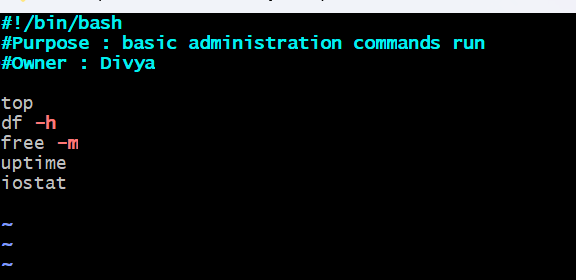 #!/bin/bash
#Purpose : basic administration commands run
#Owner : Divya
top
df -h
free -m
uptime
iostat
~
~
~